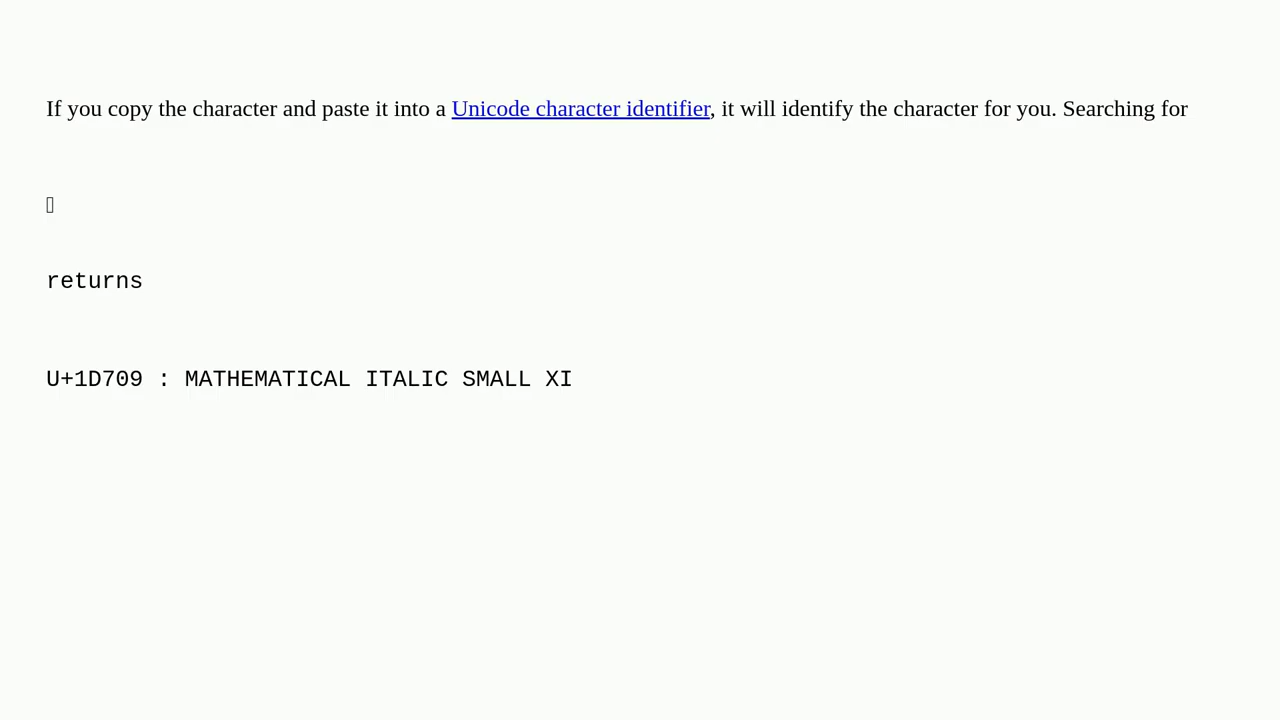 If you copy the character and paste it into a Unicode character identifier, it will identify the character for you. Searching for
returns
U+1D709 : MATHEMATICAL ITALIC SMALL XI